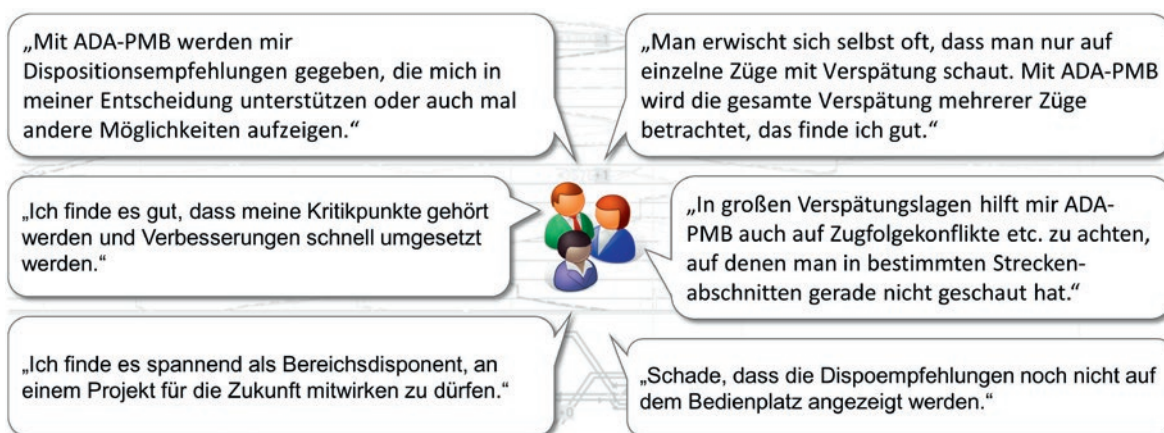 „Mit ADA-PMB werden mir
Dispositionsempfehlungen gegeben, die mich in
meiner Entscheidung unterstützen oder auch mal
andere Möglichkeiten aufzeigen.“
„Man erwischt sich selbst oft, dass man nur auf
einzelne Züge mit Verspätung schaut. Mit ADA-PMB
wird die gesamte Verspätung mehrerer Züge
betrachtet, das finde ich gut.“
„Ich finde es gut, dass meine Kritikpunkte gehört
werden und Verbesserungen schnell umgesetzt
werden.“
„In großen Verspätungslagen hilft mir ADA-
PMB auch auf Zugfolgekonflikte etc. zu achten,
auf denen man in bestimmten Strecken-
abschnitten gerade nicht geschaut hat.“
„Ich finde es spannend als Bereichsdisponent, an
einem Projekt für die Zukunft mitwirken zu dürfen.“
„Schade, dass die Dispoempfehlungen noch nicht auf
dem Bedienplatz angezeigt werden.“